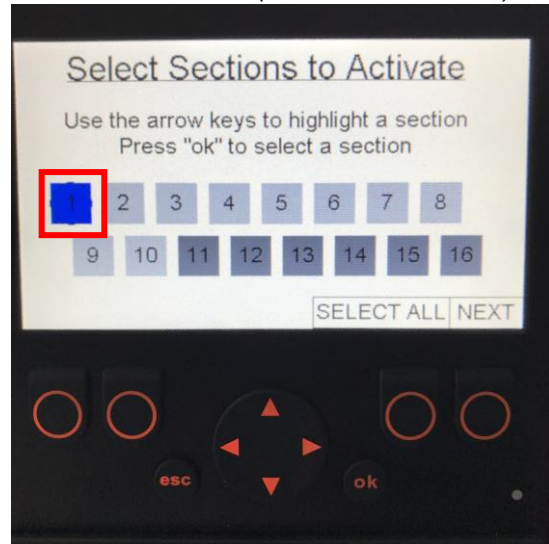 Select Sections to Activate
Use the arrow keys to highlight a section
Press "ok" to select a section
1 2 3 4 5 6 7 8
9 10 11 12 13 14 15 16
SELECT ALL NEXT
esc ok